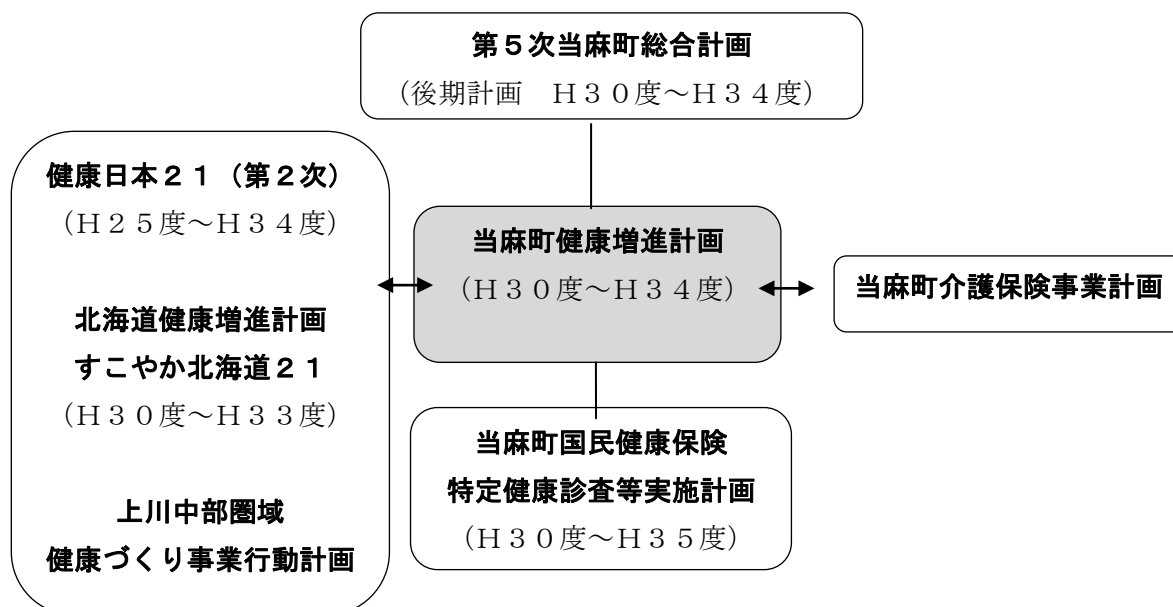 第５次当麻町総合計画
（後期計画　Ｈ３０度～Ｈ３４度）
健康日本２１（第２次）
（Ｈ２５度～Ｈ３４度）
北海道健康増進計画
すこやか北海道２１
（Ｈ３０度～Ｈ３３度）
上川中部圏域
健康づくり事業行動計画
当麻町健康増進計画
（Ｈ３０度～Ｈ３４度）
当麻町介護保険事業計画
当麻町国民健康保険
特定健康診査等実施計画
（Ｈ３０度～Ｈ３５度）